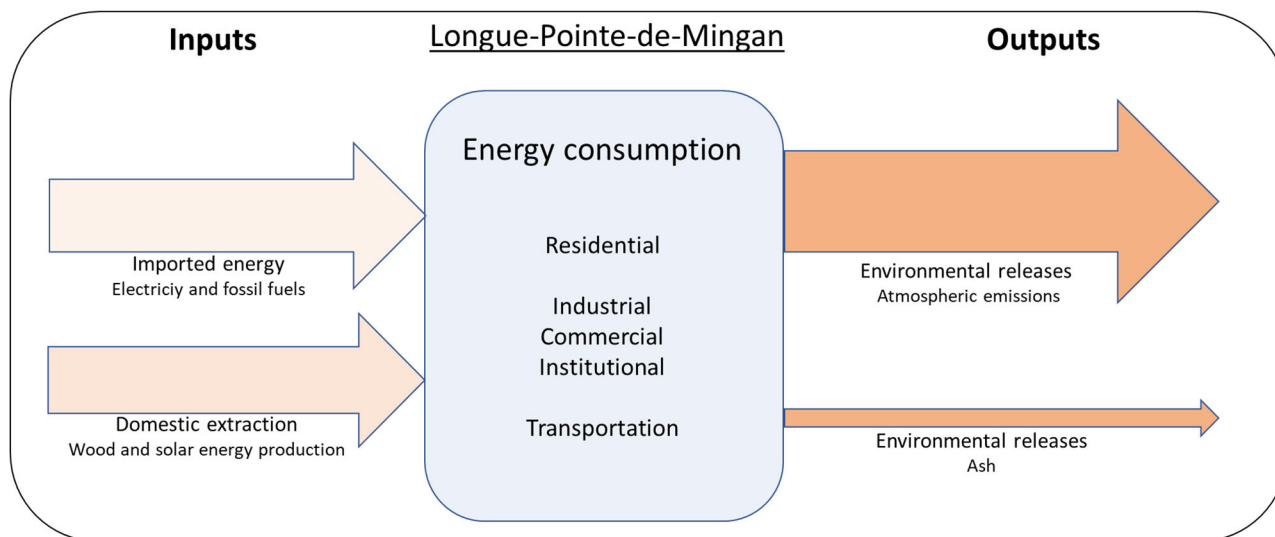 Inputs
Longue-Pointe-de-Mingan
Outputs
Energy consumption
Residential
Industrial
Commercial
Institutional
Transportation
Imported energy
Electriciy and fossil fuels
Domestic extraction
Wood and solar energy production
Environmental releases
Atmospheric emissions
Environmental releases
Ash